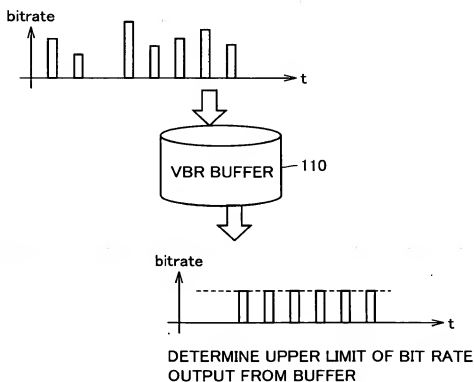 bitrate
t
VBR BUFFER
110
bitrate
t
DETERMINE UPPER LIMIT OF BIT RATE
OUTPUT FROM BUFFER